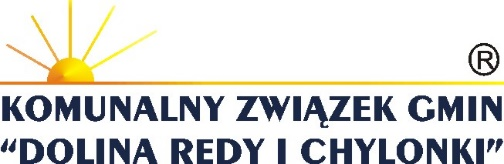 ®
KOMUNALNY ZWIĄZEK GMIN
“DOLINA REDY I CHYLONKI”